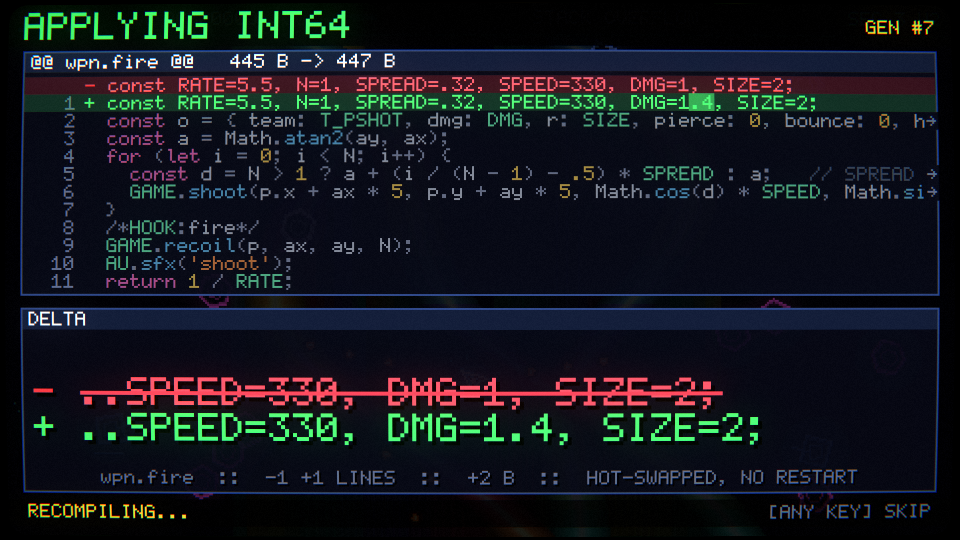 APPLYING INT64
GEN #7
@@ wpn.fire @@   445 B -> 447 B
- const RATE=5.5, N=1, SPREAD=.32, SPEED=330, DMG=1, SIZE=2;
1 + const RATE=5.5, N=1, SPREAD=.32, SPEED=330, DMG=1.4, SIZE=2;
2   const o = { team: T_PSHOT, dmg: DMG, r: SIZE, pierce: 0, bounce: 0, h→
3   const a = Math.atan2(ay, ax);
4   for (let i = 0; i < N; i++) {
5     const d = N > 1 ? a + (i / (N - 1) - .5) * SPREAD : a;   // SPREAD →
6     GAME.shoot(p.x + ax * 5, p.y + ay * 5, Math.cos(d) * SPEED, Math.si→
7   }
8   /*HOOK:fire*/
9   GAME.recoil(p, ax, ay, N);
10   AU.sfx('shoot');
11   return 1 / RATE;
DELTA
- ..SPEED=330, DMG=1, SIZE=2;
+ ..SPEED=330, DMG=1.4, SIZE=2;
wpn.fire :: -1 +1 LINES :: +2 B :: HOT-SWAPPED, NO RESTART
RECOMPILING...
[ANY KEY] SKIP